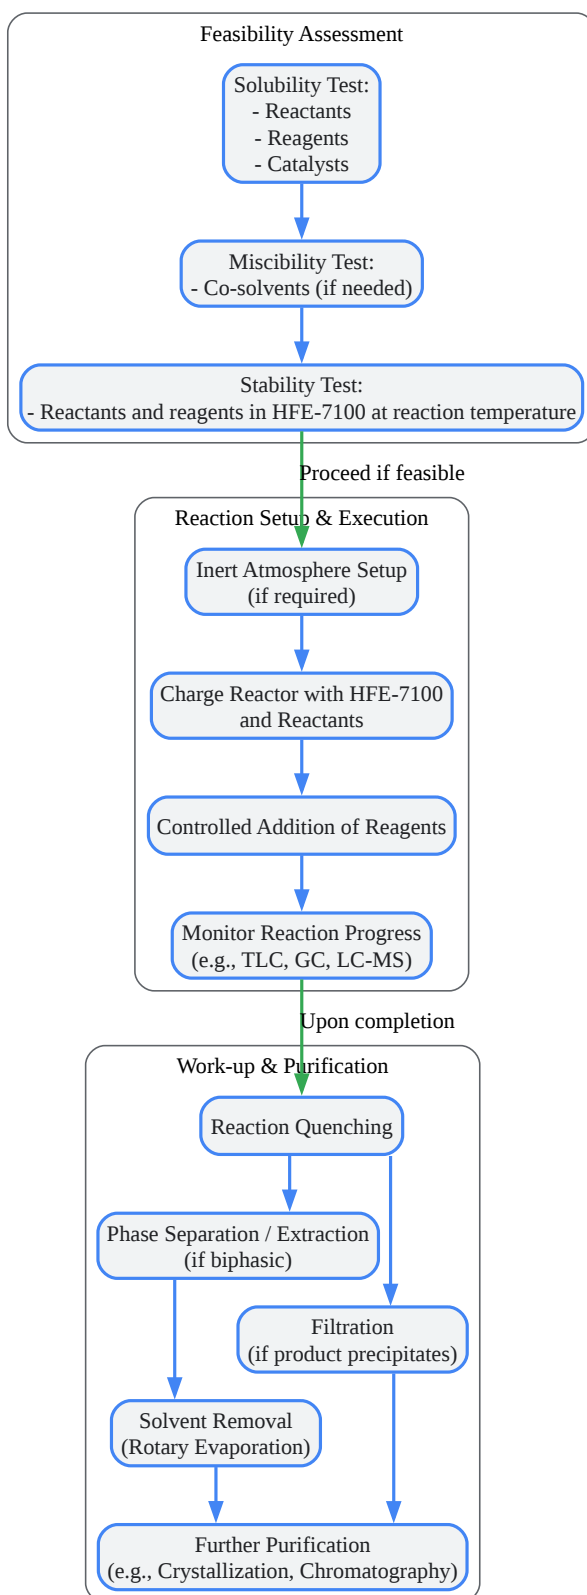 Feasibility Assessment
Solubility Test:
- Reactants
- Reagents
- Catalysts
Miscibility Test:
- Co-solvents (if needed)
Stability Test:
- Reactants and reagents in HFE-7100 at reaction temperature
Proceed if feasible
Reaction Setup & Execution
Inert Atmosphere Setup
(if required)
Charge Reactor with HFE-7100
and Reactants
Controlled Addition of Reagents
Monitor Reaction Progress
(e.g., TLC, GC, LC-MS)
Upon completion
Work-up & Purification
Reaction Quenching
Phase Separation / Extraction
(if biphasic)
Filtration
(if product precipitates)
Solvent Removal
(Rotary Evaporation)
Further Purification
(e.g., Crystallization, Chromatography)